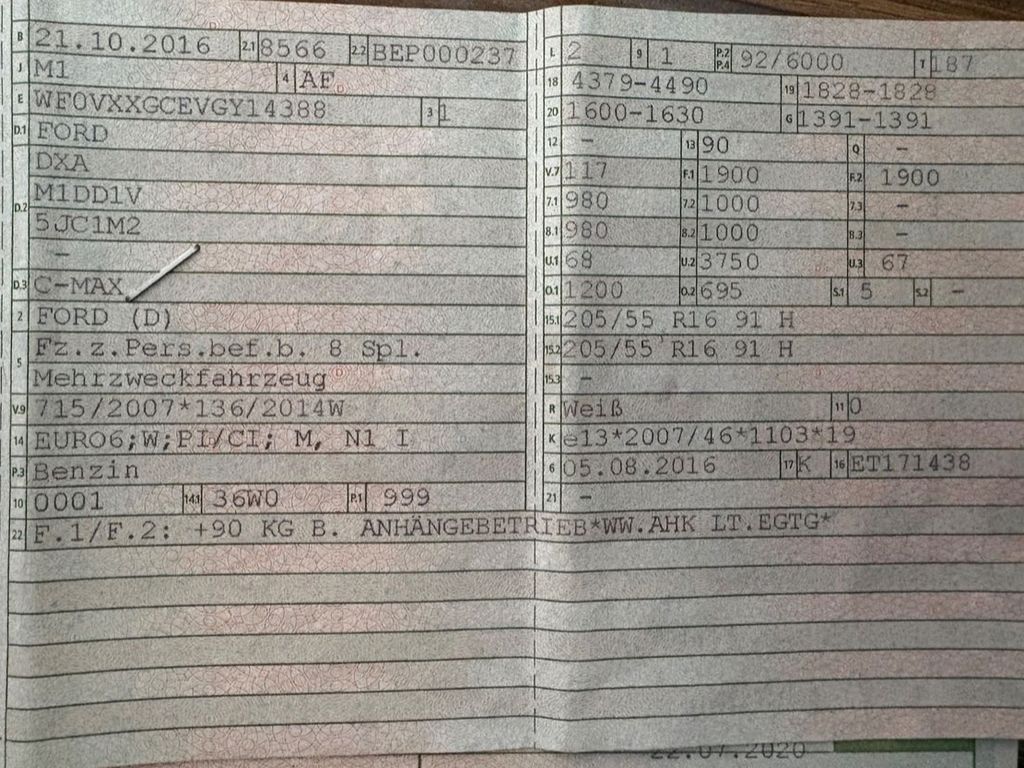 B 21.10.2016 2.1 8566 2.2 BEP000237
J M1 4 AF
E WF0VXXGCEVGY14388 3 1
D.1 FORD
DXA
D.2 M1DD1V
5JC1M2
–
D.3 C-MAX
2 FORD (D)
5 Fz.z.Pers.bef.b. 8 Spl.
Mehrzweckfahrzeug
V.9 715/2007*136/2014W
14 EURO6;W;PI/CI; M, N1 I
P.3 Benzin
10 0001 14.1 36W0 P.1 999
L 2 9 1 P.2 P.4 92/6000 T 187
18 4379-4490 19 1828-1828
20 1600-1630 G 1391-1391
12 – 13 90 Q –
V.7 117 F.1 1900 F.2 1900
7.1 980 7.2 1000 7.3 –
8.1 980 8.2 1000 8.3 –
U.1 68 U.2 3750 U.3 67
O.1 1200 O.2 695 S.1 5 S.2 –
15.1 205/55 R16 91 H
15.2 205/55 R16 91 H
15.3 –
R Weiß 11 0
K e13*2007/46*1103*19
6 05.08.2016 17 K 16 ET171438
21 –
22 F.1/F.2: +90 KG B. ANHÄNGEBETRIEB*WW.AHK LT.EGTG*
22.07.2020